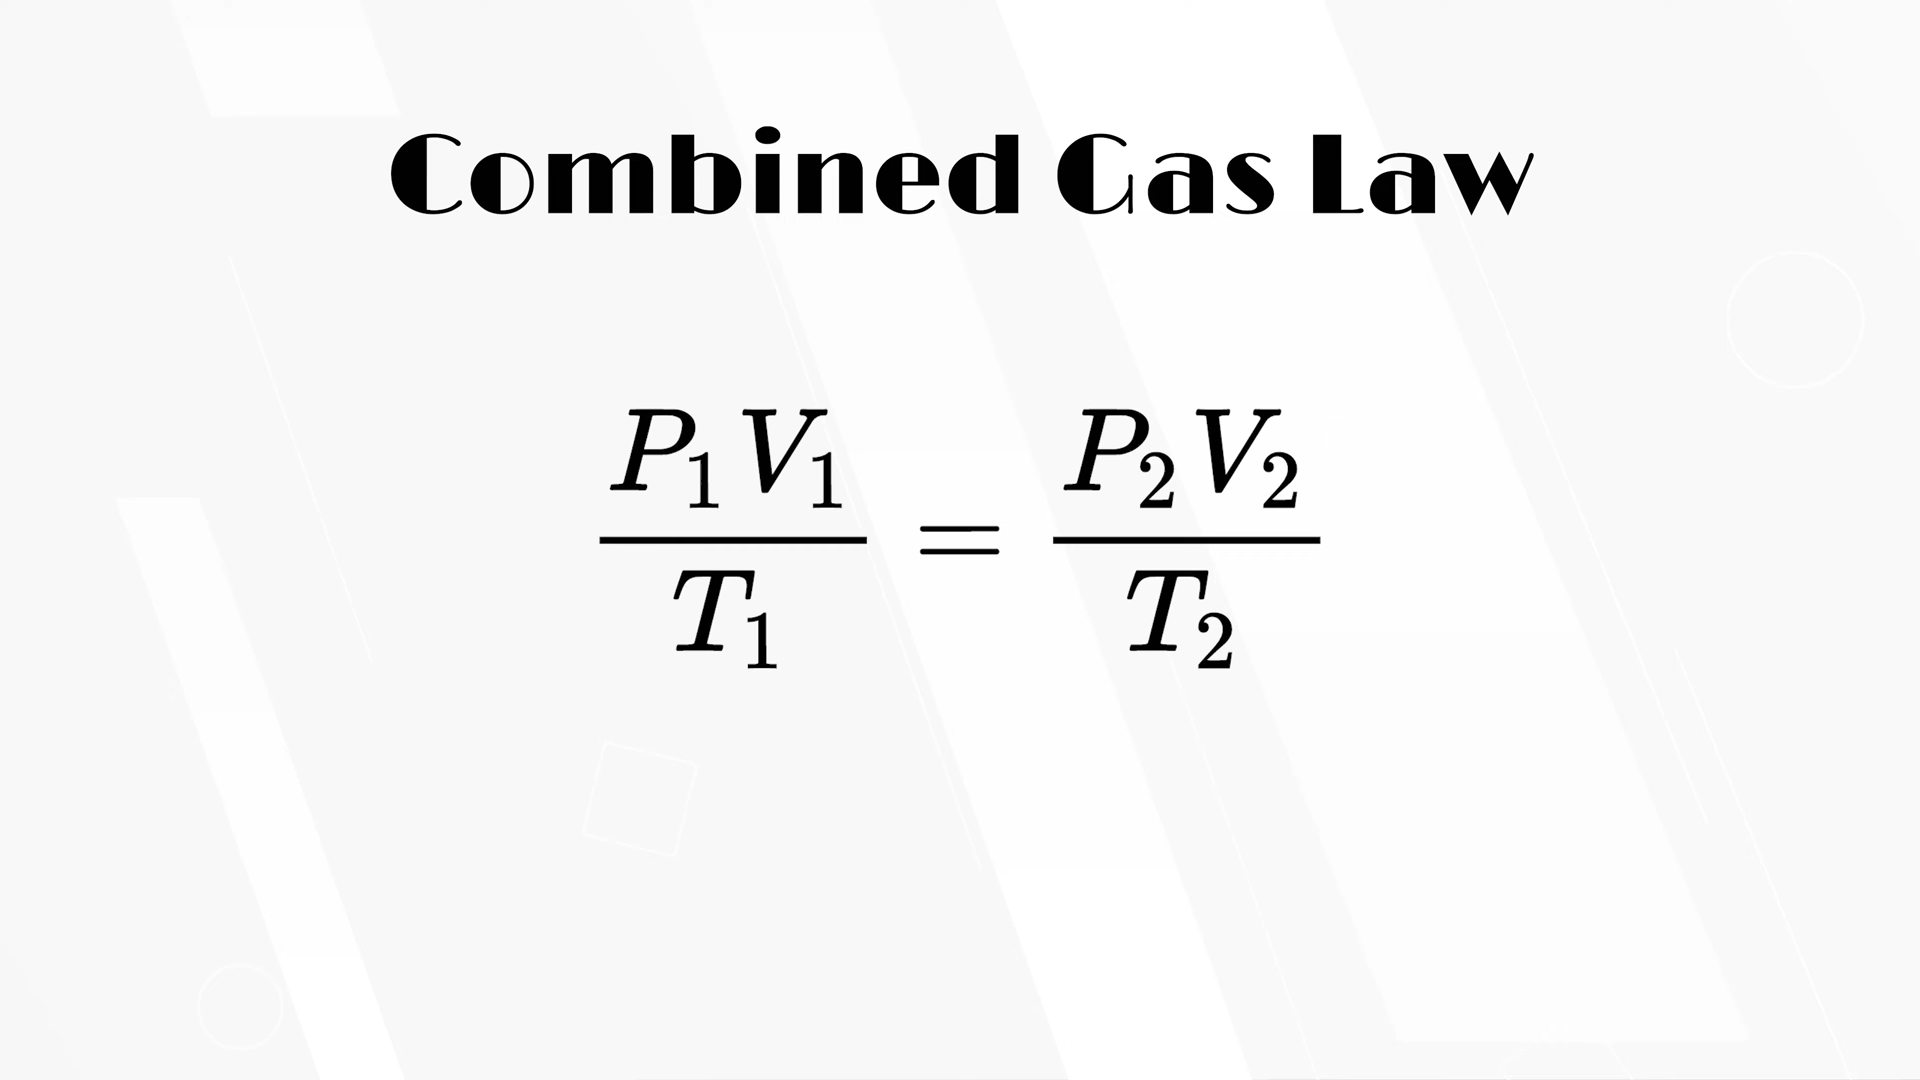 Combined Gas Law
P₁V₁/T₁ = P₂V₂/T₂